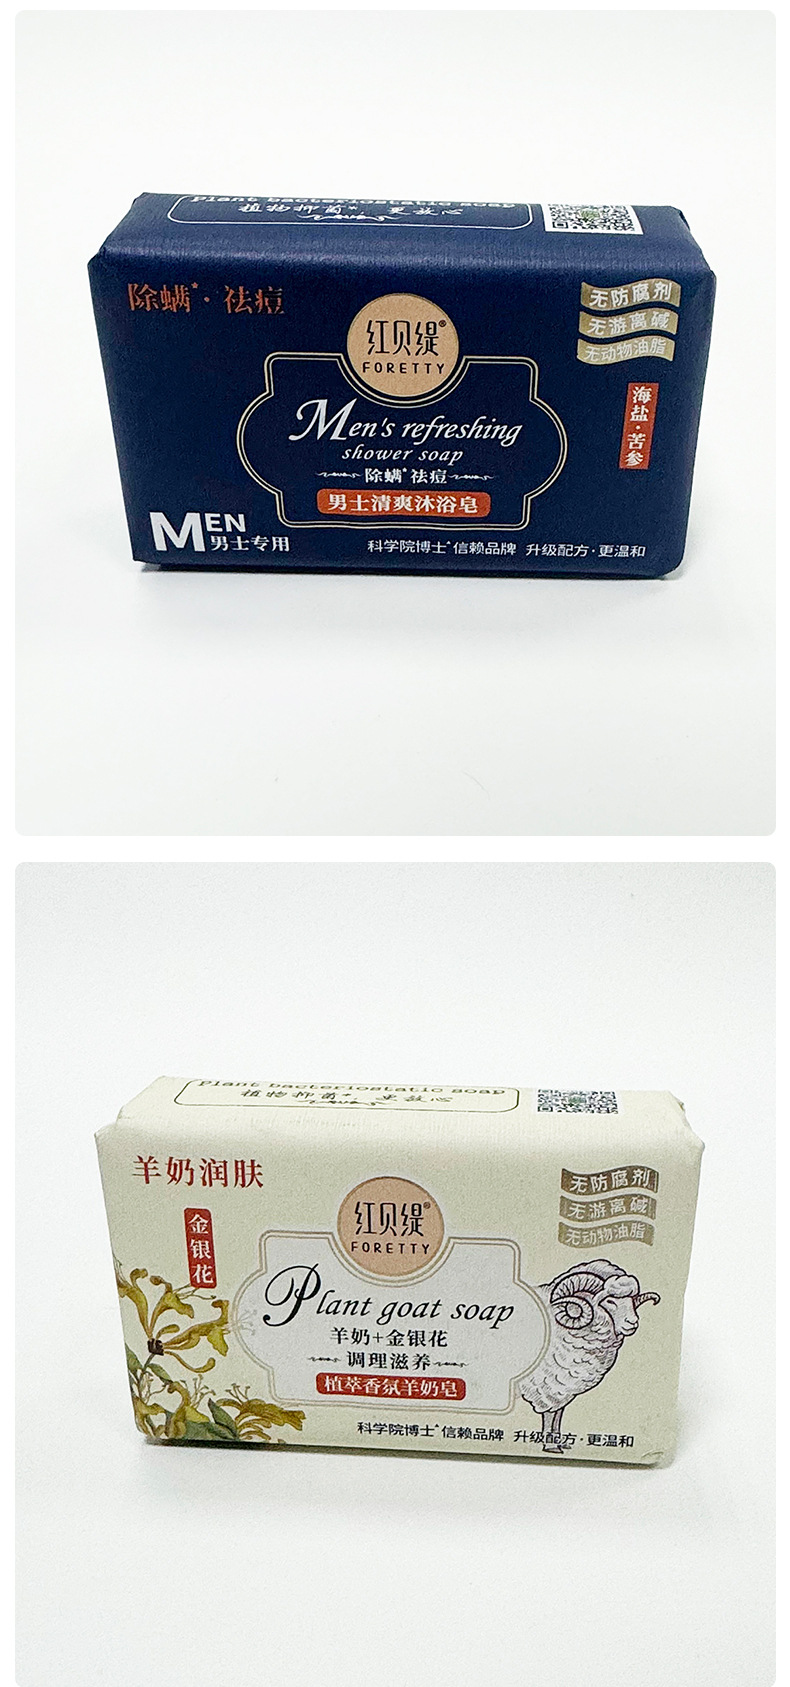 Plant bacteriostatic soap
植物抑菌* 更放心
除螨*·祛痘
红贝缇®
FORETTY
无防腐剂
无游离碱
无动物油脂
海盐·苦参
Men's refreshing
shower soap
除螨*祛痘
男士清爽沐浴皂
MEN
男士专用
科学院博士*信赖品牌 升级配方·更温和
Plant bacteriostatic soap
植物抑菌* 更放心
羊奶润肤
金银花
红贝缇®
FORETTY
无防腐剂
无游离碱
无动物油脂
Plant goat soap
羊奶+金银花
调理滋养
植萃香氛羊奶皂
科学院博士*信赖品牌 升级配方·更温和